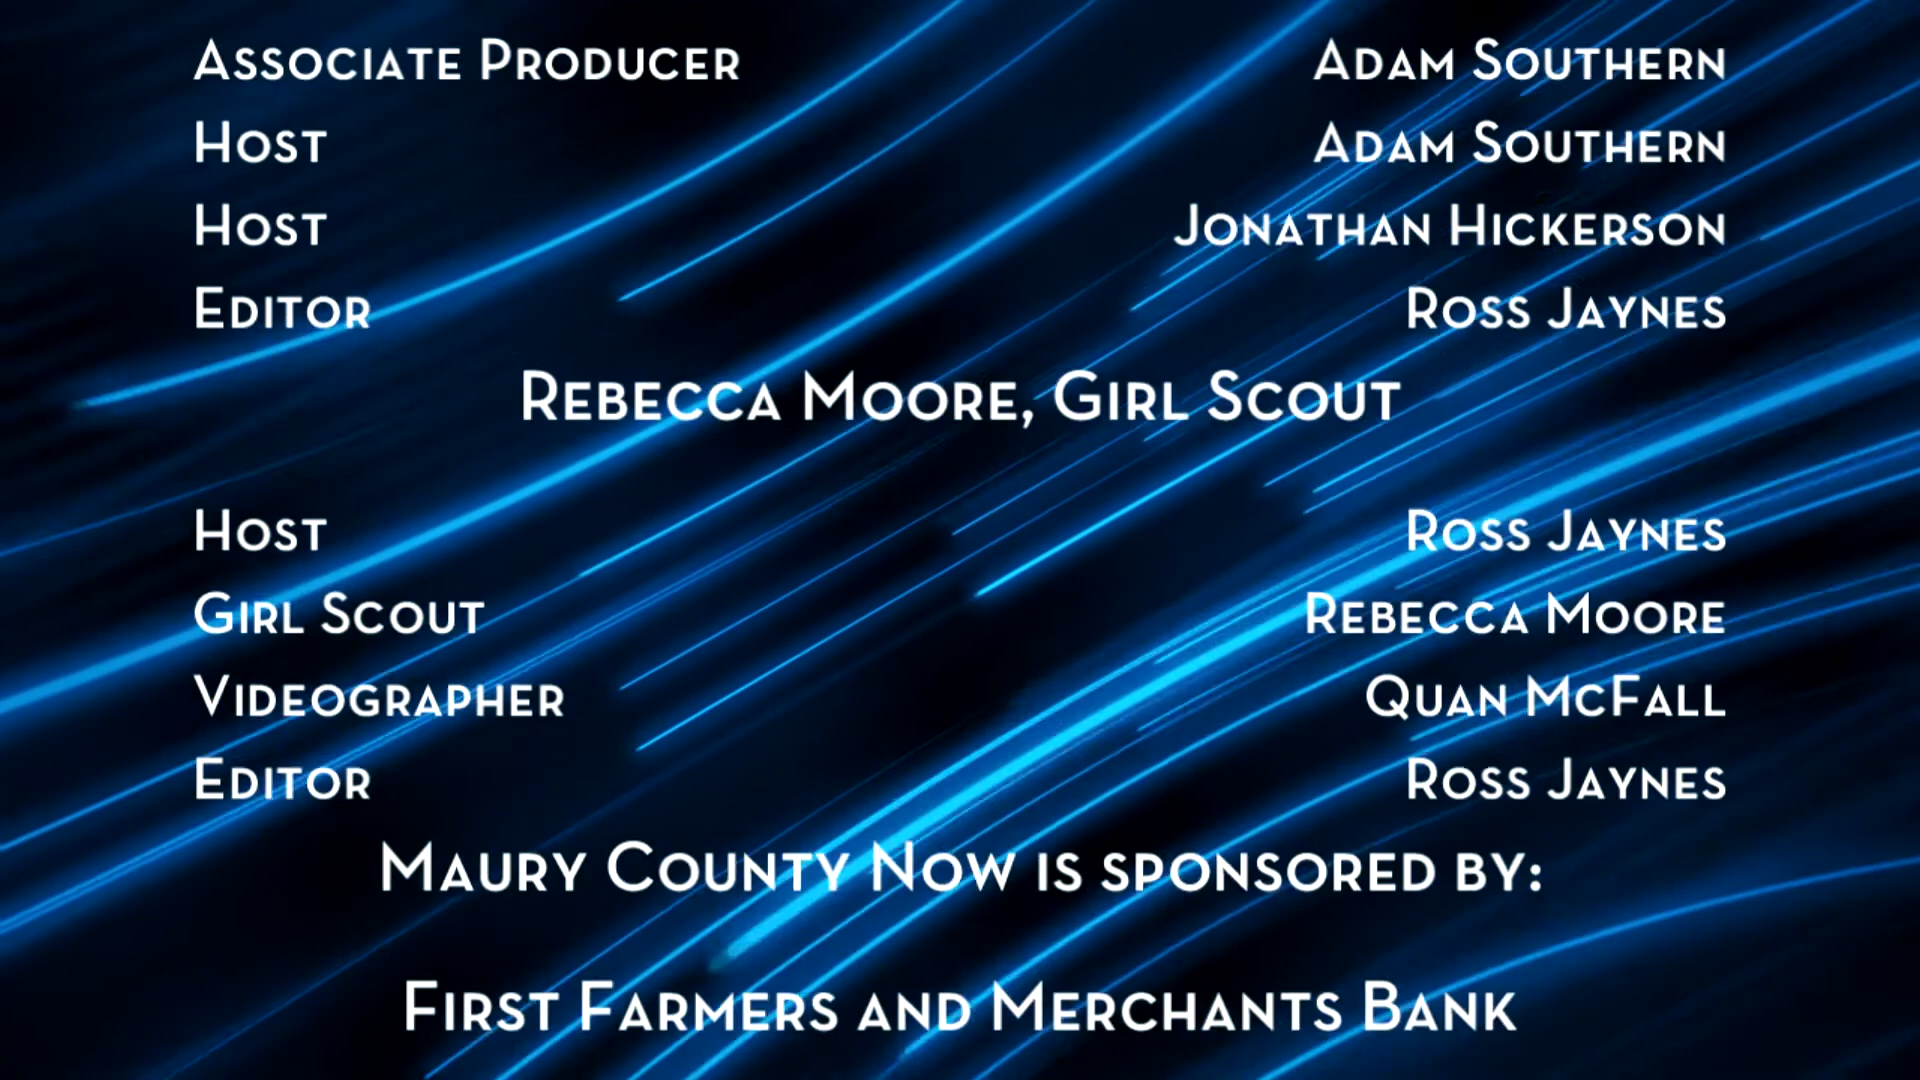 Associate Producer Adam Southern
Host Adam Southern
Host Jonathan Hickerson
Editor Ross Jaynes
Rebecca Moore, Girl Scout
Host Ross Jaynes
Girl Scout Rebecca Moore
Videographer Quan McFall
Editor Ross Jaynes
Maury County Now is sponsored by:
First Farmers and Merchants Bank